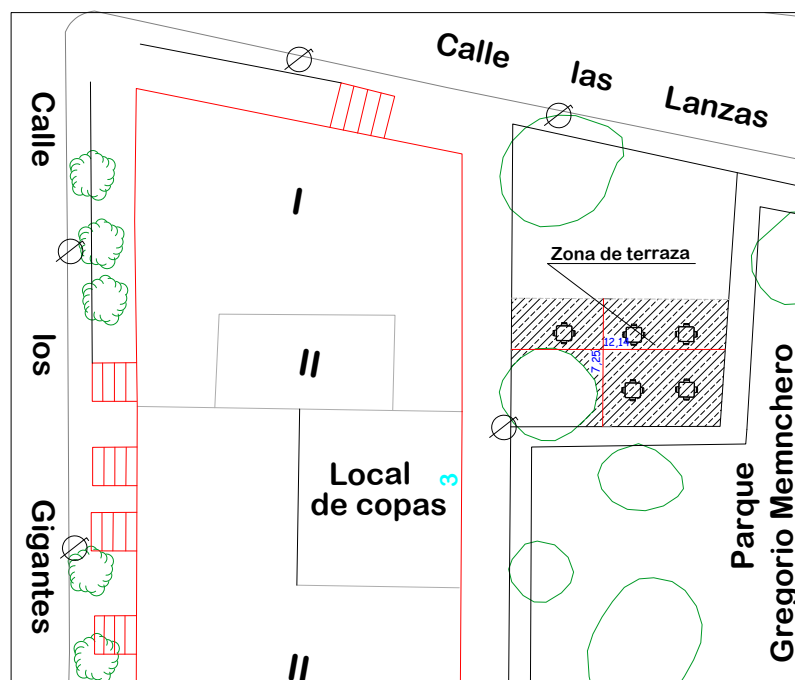 Calle las Lanzas
Calle los Gigantes
I
Zona de terraza
12,14
7,25
II
Local
de copas
3
Parque
Gregorio Memnchero
II